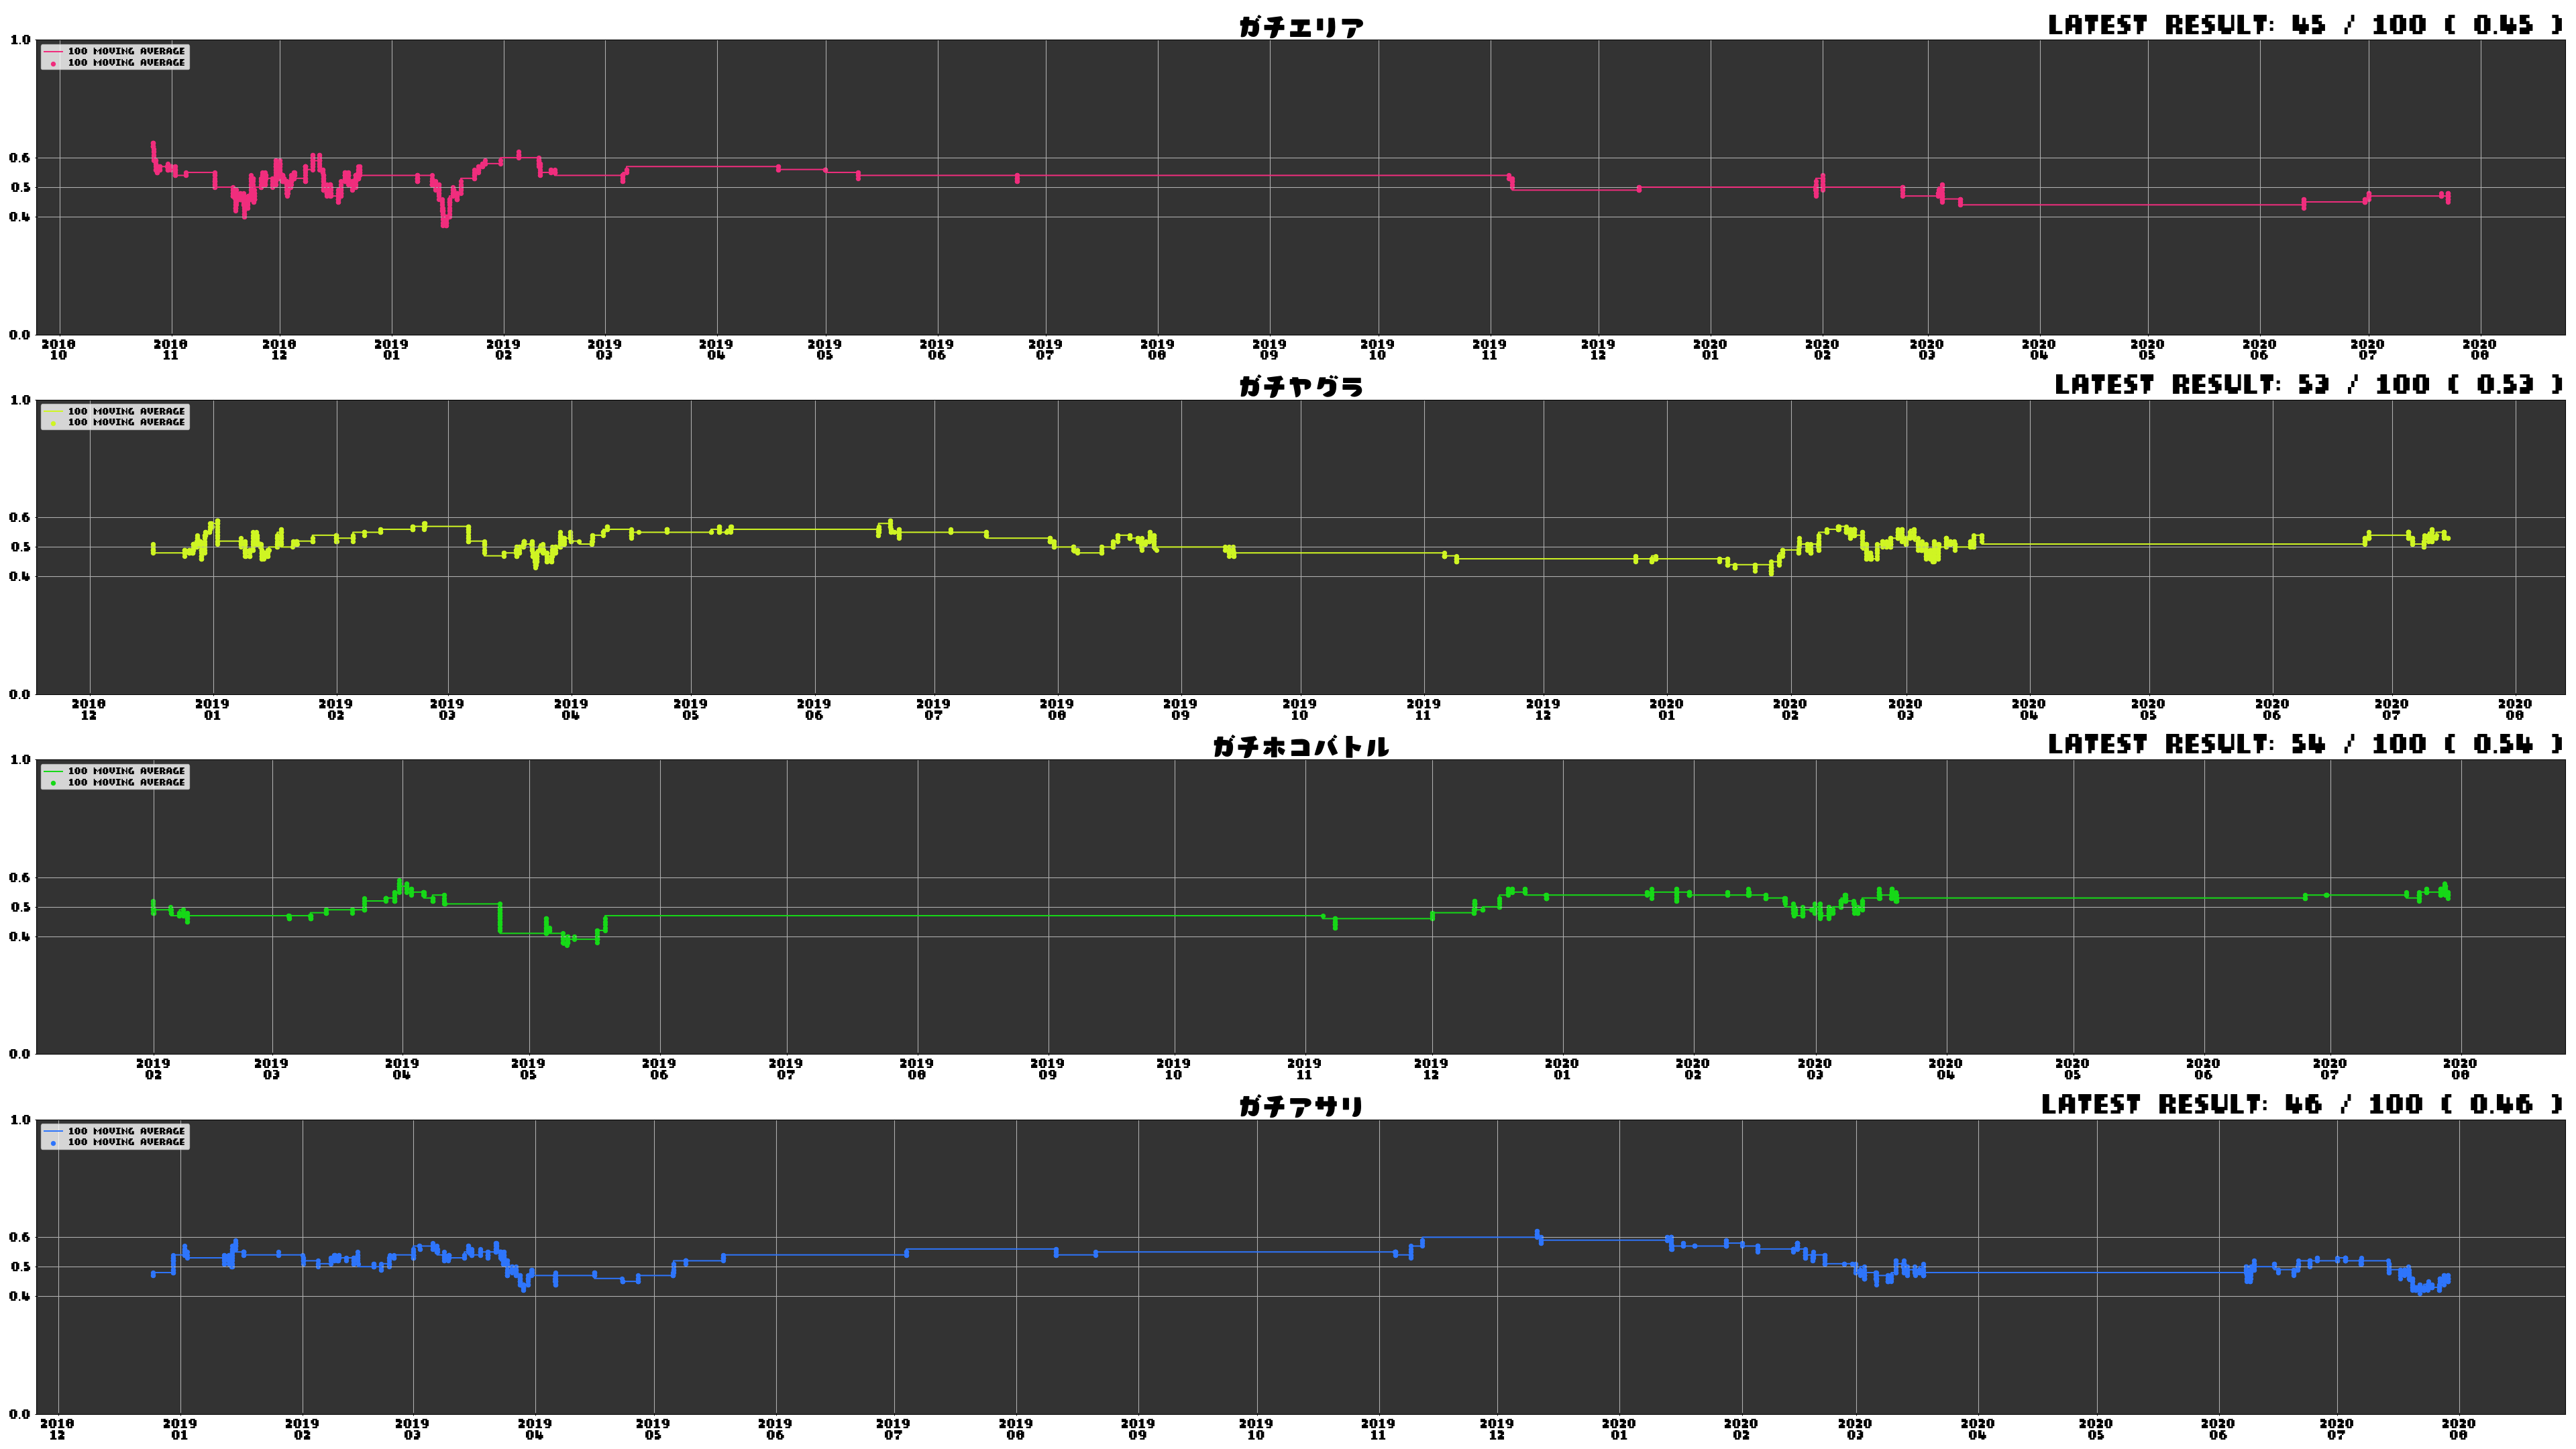 ガチエリア
LATEST RESULT: 45 / 100 ( 0.45 )
100 MOVING AVERAGE
100 MOVING AVERAGE
1.0
0.6
0.5
0.4
0.0
2018 2018 2018 2019 2019 2019 2019 2019 2019 2019 2019 2019 2019 2019 2019 2020 2020 2020 2020 2020 2020 2020 2020
10 11 12 01 02 03 04 05 06 07 08 09 10 11 12 01 02 03 04 05 06 07 08
ガチヤグラ
LATEST RESULT: 53 / 100 ( 0.53 )
100 MOVING AVERAGE
100 MOVING AVERAGE
1.0
0.6
0.5
0.4
0.0
2018 2019 2019 2019 2019 2019 2019 2019 2019 2019 2019 2019 2019 2020 2020 2020 2020 2020 2020 2020 2020
12 01 02 03 04 05 06 07 08 09 10 11 12 01 02 03 04 05 06 07 08
ガチホコバトル
LATEST RESULT: 54 / 100 ( 0.54 )
100 MOVING AVERAGE
100 MOVING AVERAGE
1.0
0.6
0.5
0.4
0.0
2019 2019 2019 2019 2019 2019 2019 2019 2019 2019 2019 2020 2020 2020 2020 2020 2020 2020 2020
02 03 04 05 06 07 08 09 10 11 12 01 02 03 04 05 06 07 08
ガチアサリ
LATEST RESULT: 46 / 100 ( 0.46 )
100 MOVING AVERAGE
100 MOVING AVERAGE
1.0
0.6
0.5
0.4
0.0
2018 2019 2019 2019 2019 2019 2019 2019 2019 2019 2019 2019 2019 2020 2020 2020 2020 2020 2020 2020 2020
12 01 02 03 04 05 06 07 08 09 10 11 12 01 02 03 04 05 06 07 08